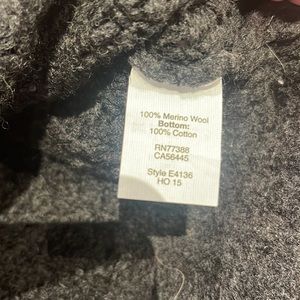 100% Merino Wool
Bottom:
100% Cotton
RN77388
CA56445
Style E4136
HO 15